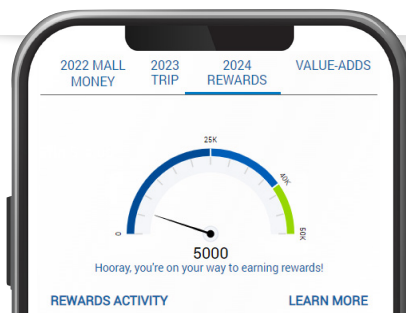 2022 MALL
MONEY
2023
TRIP
2024
REWARDS
VALUE-ADDS
25K
40K
0
50K
5000
Hooray, you're on your way to earning rewards!
REWARDS ACTIVITY
LEARN MORE